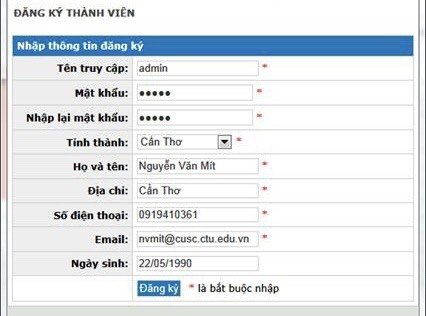 ĐĂNG KÝ THÀNH VIÊN
Nhập thông tin đăng ký
Tên truy cập: admin *
Mật khẩu: ●●●●● *
Nhập lại mật khẩu: ●●●●● *
Tỉnh thành: Cần Thơ *
Họ và tên: Nguyễn Văn Mít *
Địa chỉ: Cần Thơ *
Số điện thoại: 0919410361 *
Email: nvmit@cusc.ctu.edu.vn *
Ngày sinh: 22/05/1990
Đăng ký * là bắt buộc nhập